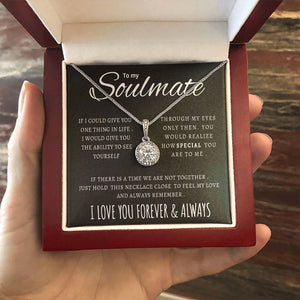 To my
Soulmate
IF I COULD GIVE YOU
ONE THING IN LIFE .
I WOULD GIVE YOU
THE ABILITY TO SEE
YOURSELF
THROUGH MY EYES
ONLY THEN. YOU
WOULD REALIZE
HOW SPECIAL YOU
ARE TO ME .
IF THERE IS A TIME WE ARE NOT TOGETHER .
JUST HOLD THIS NECKLACE CLOSE TO FEEL MY LOVE
AND ALWAYS REMEMBER .
I LOVE YOU FOREVER & ALWAYS